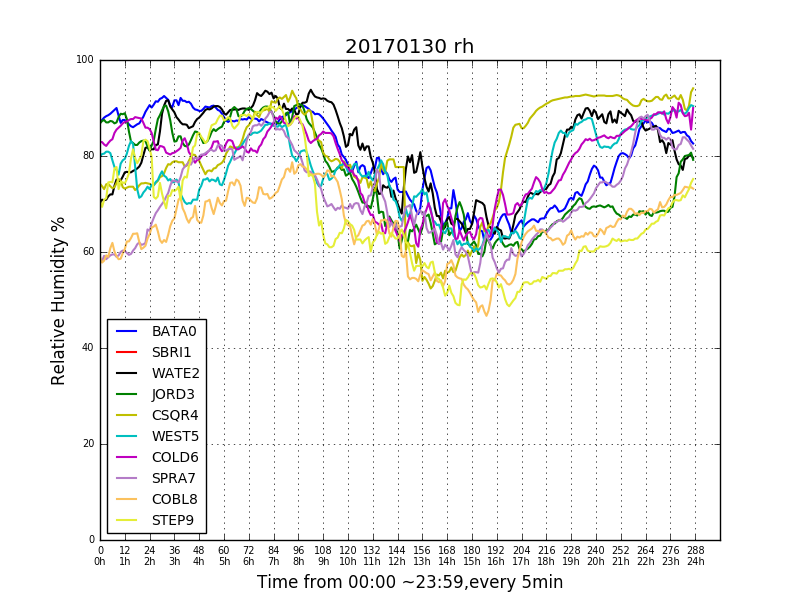 20170130 rh
100
80
60
40
20
0
Relative Humidity %
BATA0
SBRI1
WATE2
JORD3
CSQR4
WEST5
COLD6
SPRA7
COBL8
STEP9
0 12 24 36 48 60 72 84 96 108 120 132 144 156 168 180 192 204 216 228 240 252 264 276 288
0h 1h 2h 3h 4h 5h 6h 7h 8h 9h 10h 11h 12h 13h 14h 15h 16h 17h 18h 19h 20h 21h 22h 23h 24h
Time from 00:00 ~23:59,every 5min